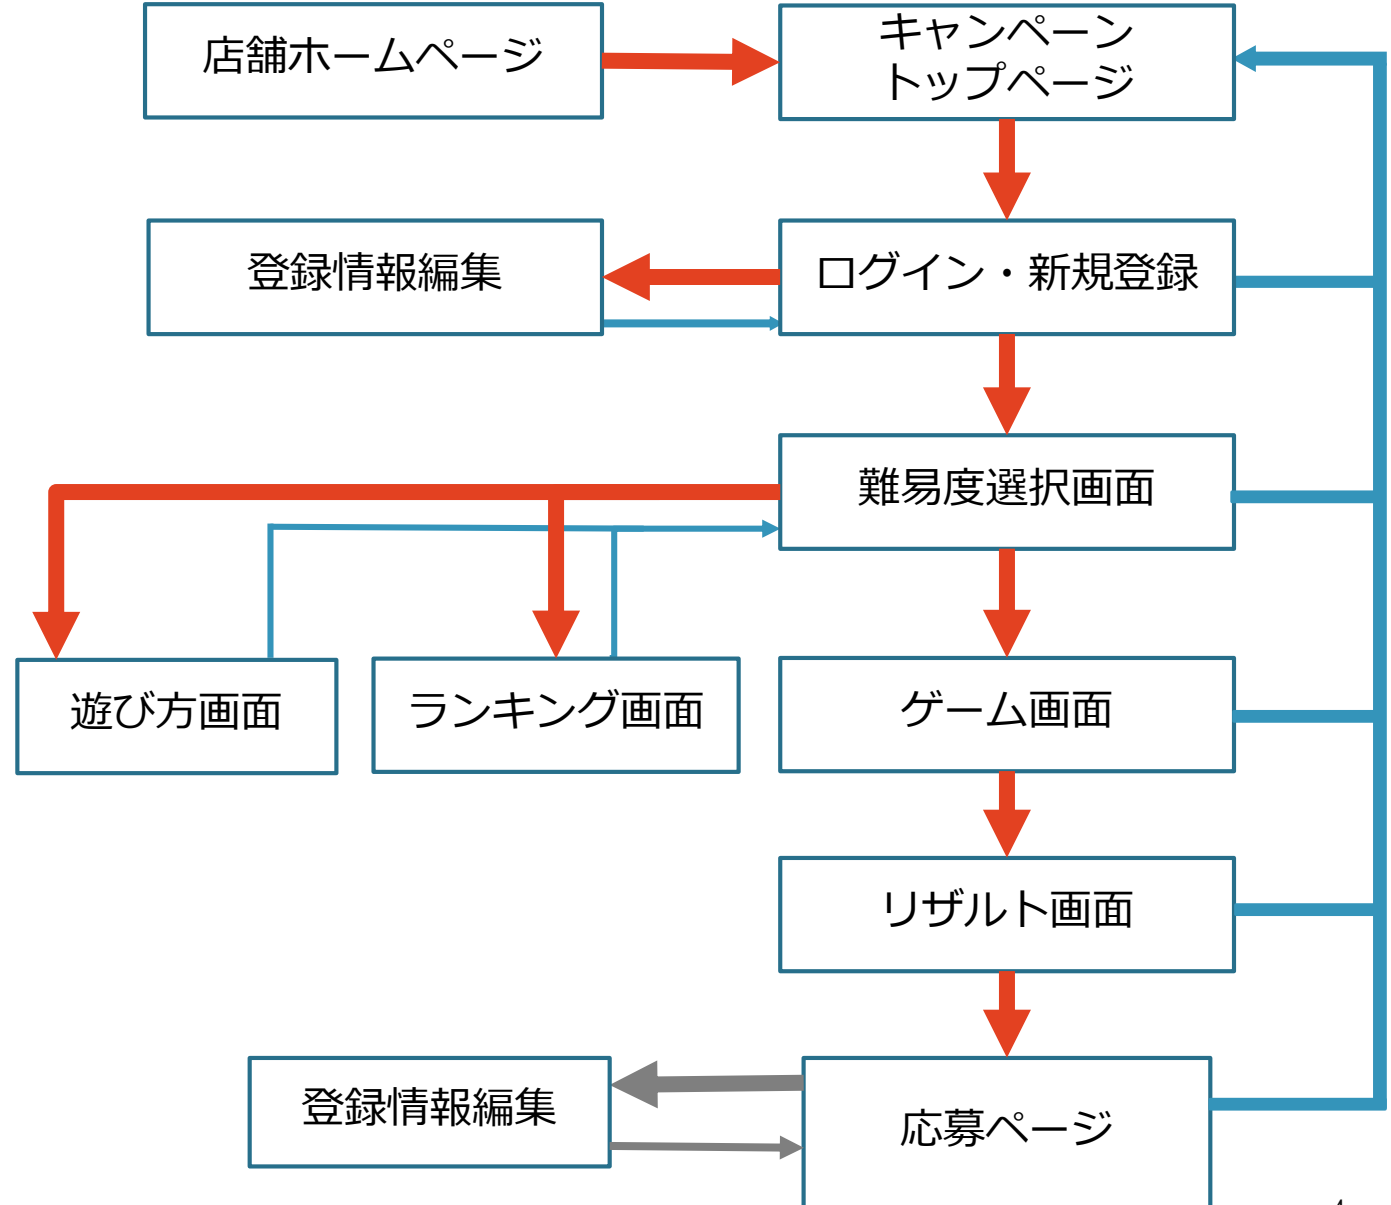 店舗ホームページ
キャンペーン
トップページ
登録情報編集
ログイン・新規登録
難易度選択画面
遊び方画面
ランキング画面
ゲーム画面
リザルト画面
登録情報編集
応募ページ